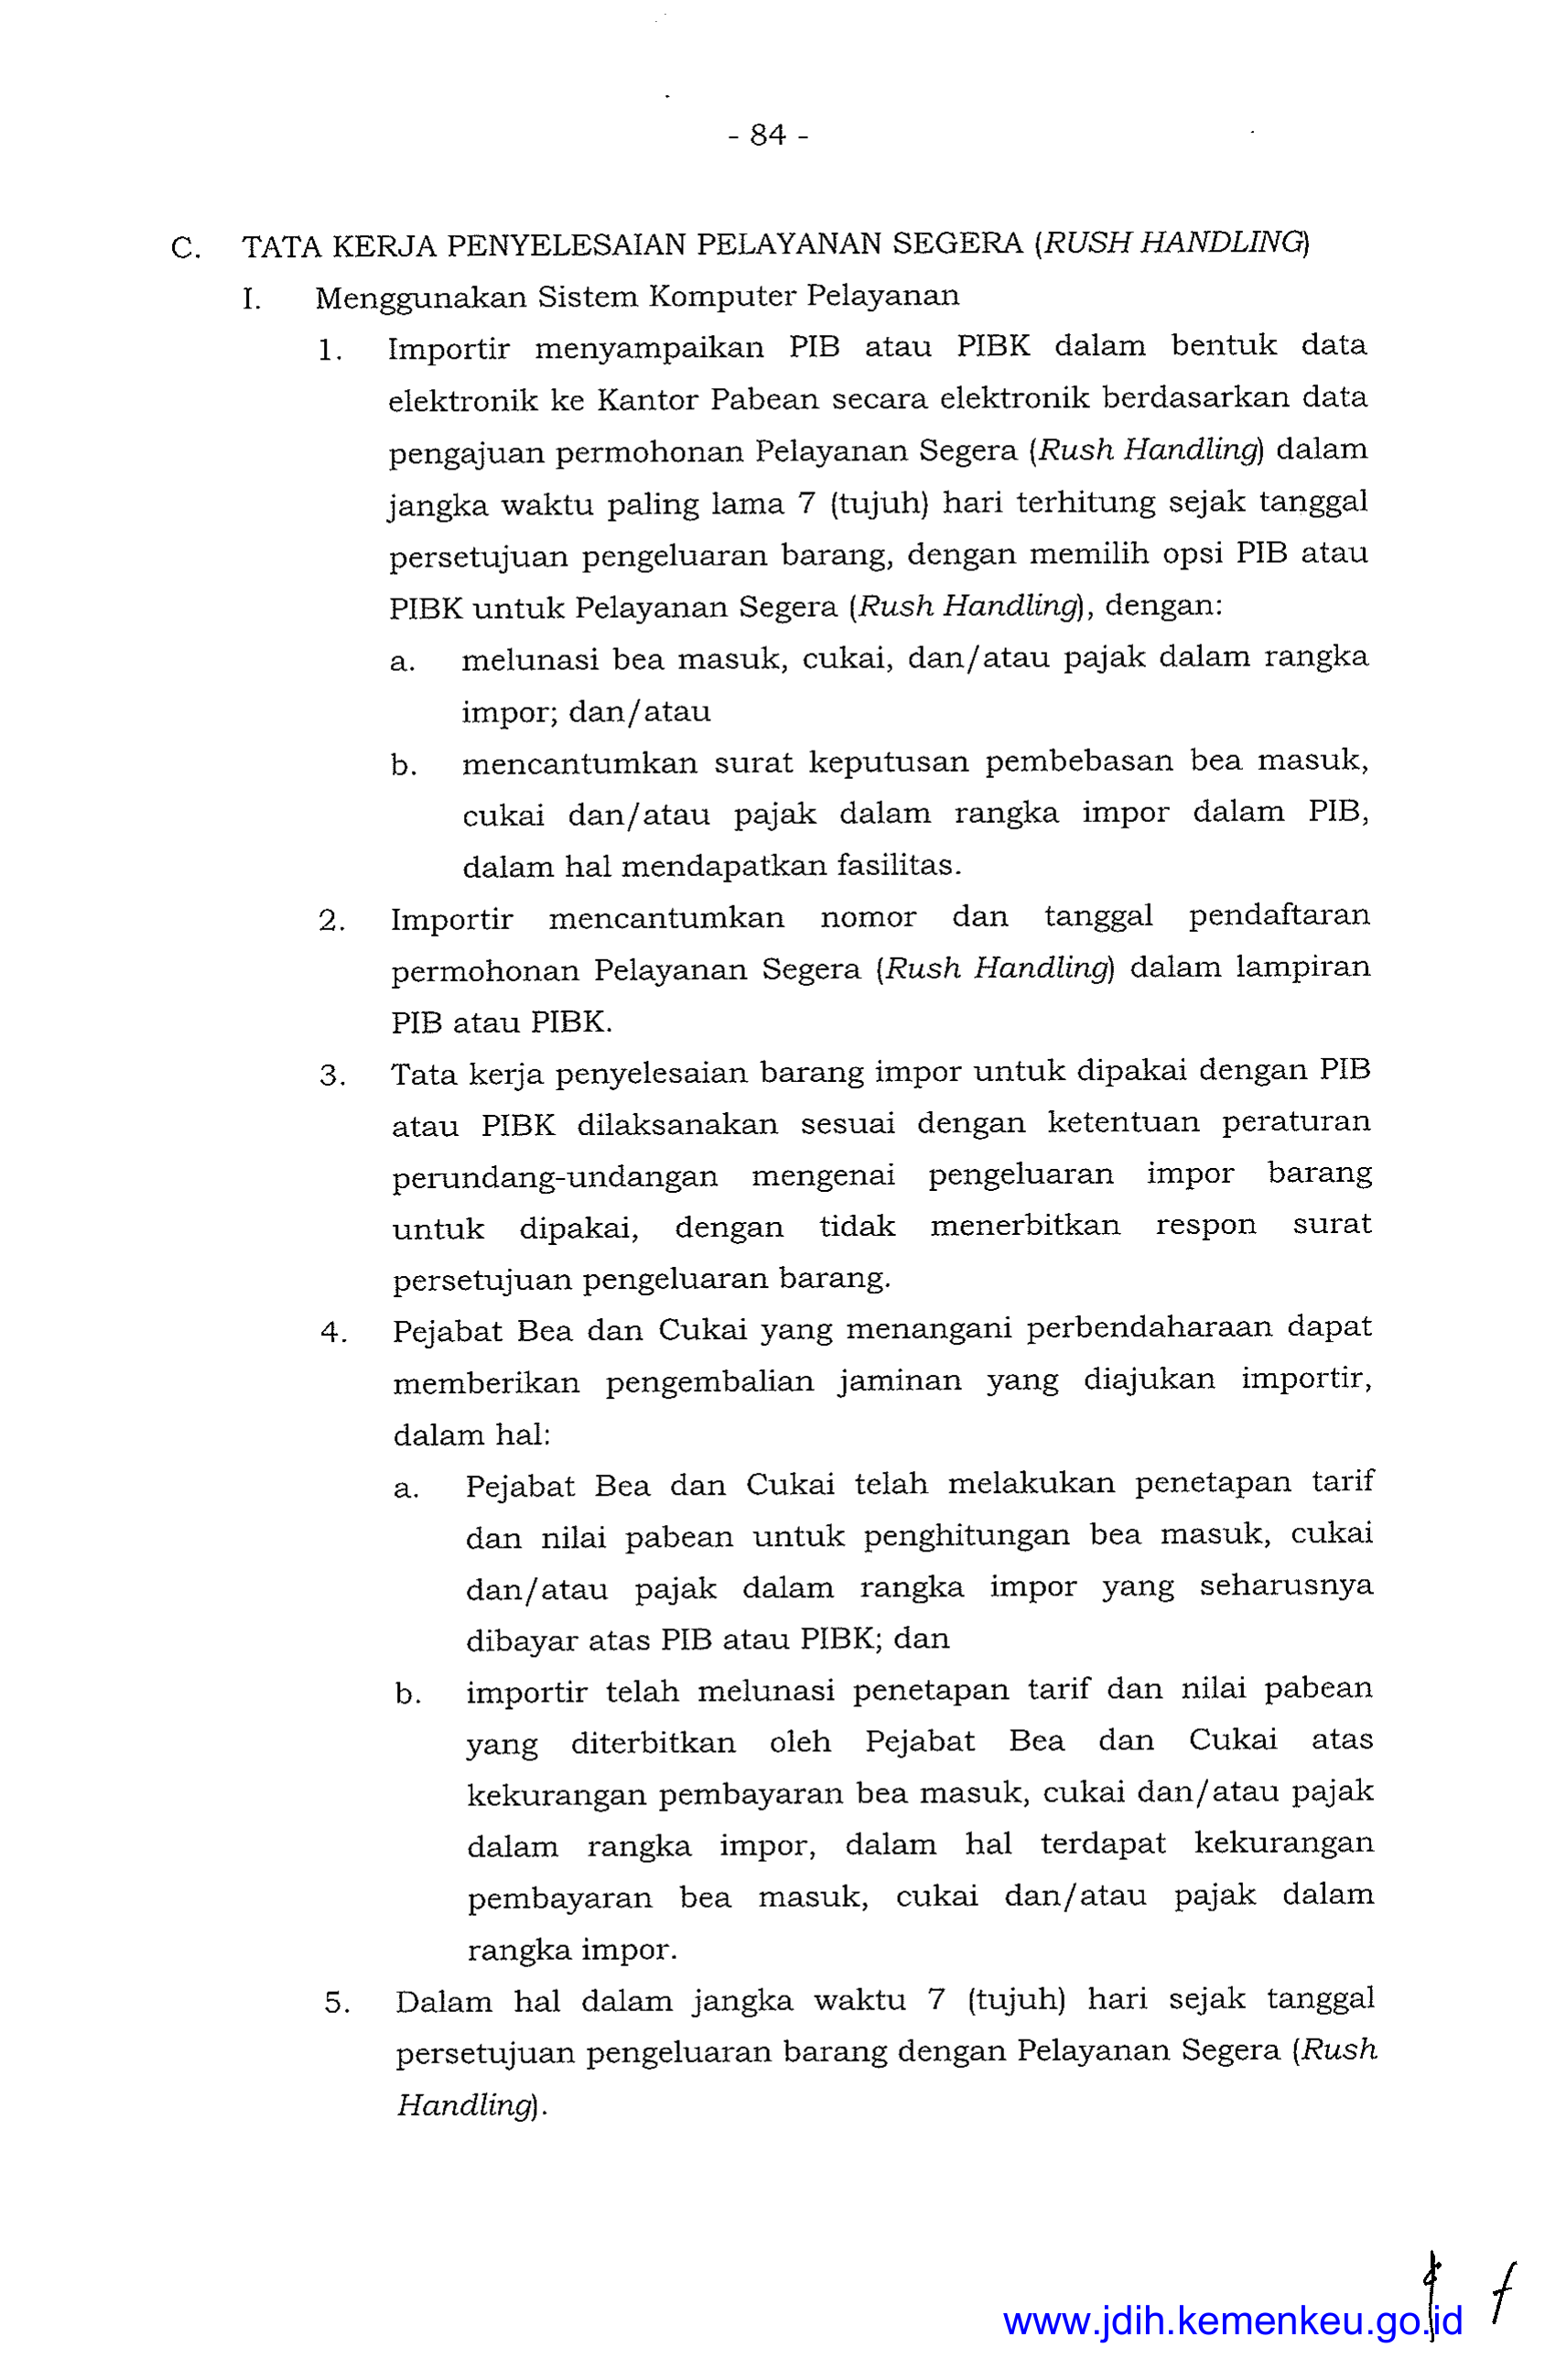 - 84 -
C. TATA KERJA PENYELESAIAN PELAYANAN SEGERA (RUSH HANDLING)
I. Menggunakan Sistem Komputer Pelayanan
1. Importir menyampaikan PIB atau PIBK dalam bentuk data
elektronik ke Kantor Pabean secara elektronik berdasarkan data
pengajuan permohonan Pelayanan Segera (Rush Handling) dalam
jangka waktu paling lama 7 (tujuh) hari terhitung sejak tanggal
persetujuan pengeluaran barang, dengan memilih opsi PIB atau
PIBK untuk Pelayanan Segera (Rush Handling), dengan:
a. melunasi bea masuk, cukai, dan/atau pajak dalam rangka
impor; dan/atau
b. mencantumkan surat keputusan pembebasan bea masuk,
cukai dan/atau pajak dalam rangka impor dalam PIB,
dalam hal mendapatkan fasilitas.
2. Importir mencantumkan nomor dan tanggal pendaftaran
permohonan Pelayanan Segera (Rush Handling) dalam lampiran
PIB atau PIBK.
3. Tata kerja penyelesaian barang impor untuk dipakai dengan PIB
atau PIBK dilaksanakan sesuai dengan ketentuan peraturan
perundang-undangan mengenai pengeluaran impor barang
untuk dipakai, dengan tidak menerbitkan respon surat
persetujuan pengeluaran barang.
4. Pejabat Bea dan Cukai yang menangani perbendaharaan dapat
memberikan pengembalian jaminan yang diajukan importir,
dalam hal:
a. Pejabat Bea dan Cukai telah melakukan penetapan tarif
dan nilai pabean untuk penghitungan bea masuk, cukai
dan/atau pajak dalam rangka impor yang seharusnya
dibayar atas PIB atau PIBK; dan
b. importir telah melunasi penetapan tarif dan nilai pabean
yang diterbitkan oleh Pejabat Bea dan Cukai atas
kekurangan pembayaran bea masuk, cukai dan/atau pajak
dalam rangka impor, dalam hal terdapat kekurangan
pembayaran bea masuk, cukai dan/atau pajak dalam
rangka impor.
5. Dalam hal dalam jangka waktu 7 (tujuh) hari sejak tanggal
persetujuan pengeluaran barang dengan Pelayanan Segera (Rush
Handling).
www.jdih.kemenkeu.go.id